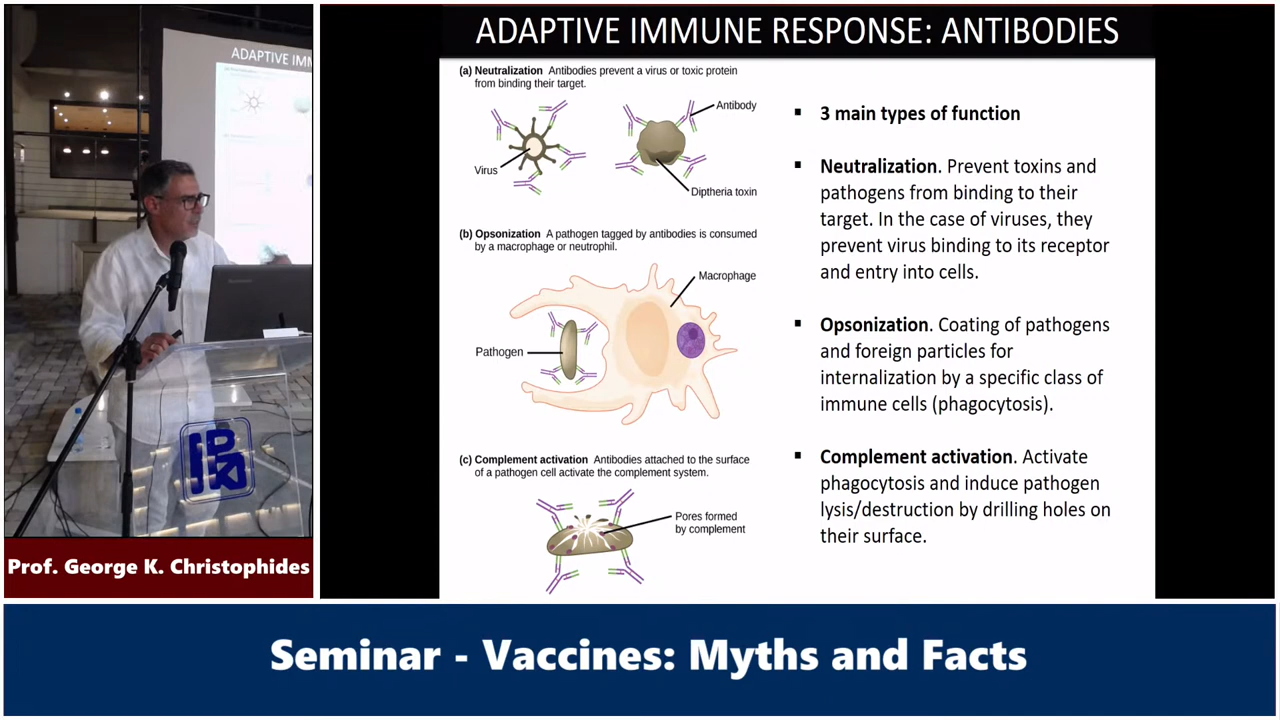 ADAPTIVE IMM
Prof. George K. Christophides
ADAPTIVE IMMUNE RESPONSE: ANTIBODIES
(a) Neutralization Antibodies prevent a virus or toxic protein
from binding their target.
Antibody
Virus
Diptheria toxin
(b) Opsonization A pathogen tagged by antibodies is consumed
by a macrophage or neutrophil.
Macrophage
Pathogen
(c) Complement activation Antibodies attached to the surface
of a pathogen cell activate the complement system.
Pores formed
by complement
▪ 3 main types of function
▪ Neutralization. Prevent toxins and
pathogens from binding to their
target. In the case of viruses, they
prevent virus binding to its receptor
and entry into cells.
▪ Opsonization. Coating of pathogens
and foreign particles for
internalization by a specific class of
immune cells (phagocytosis).
▪ Complement activation. Activate
phagocytosis and induce pathogen
lysis/destruction by drilling holes on
their surface.
Seminar - Vaccines: Myths and Facts